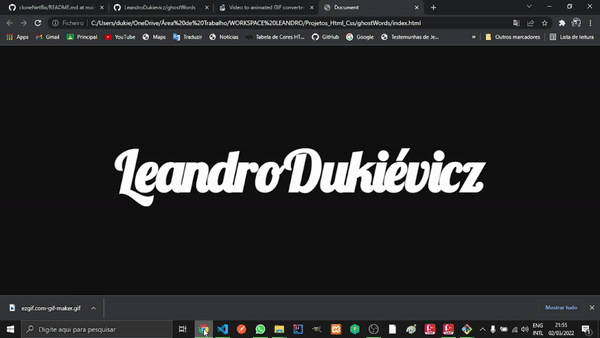 cloneNetflix/README.md at mai
LeandroDukievicz/ghostWords
Video to animated GIF converter
Document
Ficheiro
C:/Users/dukie/OneDrive/Área%20de%20Trabalho/WORKSPACE%20LEANDRO/Projetos_Html_Css/ghostWords/index.html
Apps
Gmail
Principal
YouTube
Maps
Traduzir
Notícias
Tabela de Cores HT...
GitHub
Google
Testemunhas de Je...
»
Outros marcadores
Lista de leitura
LeandroDukiévicz
ezgif.com-gif-maker.gif
Mostrar tudo
Digite aqui para pesquisar
ENG
INTL
21:55
02/03/2022